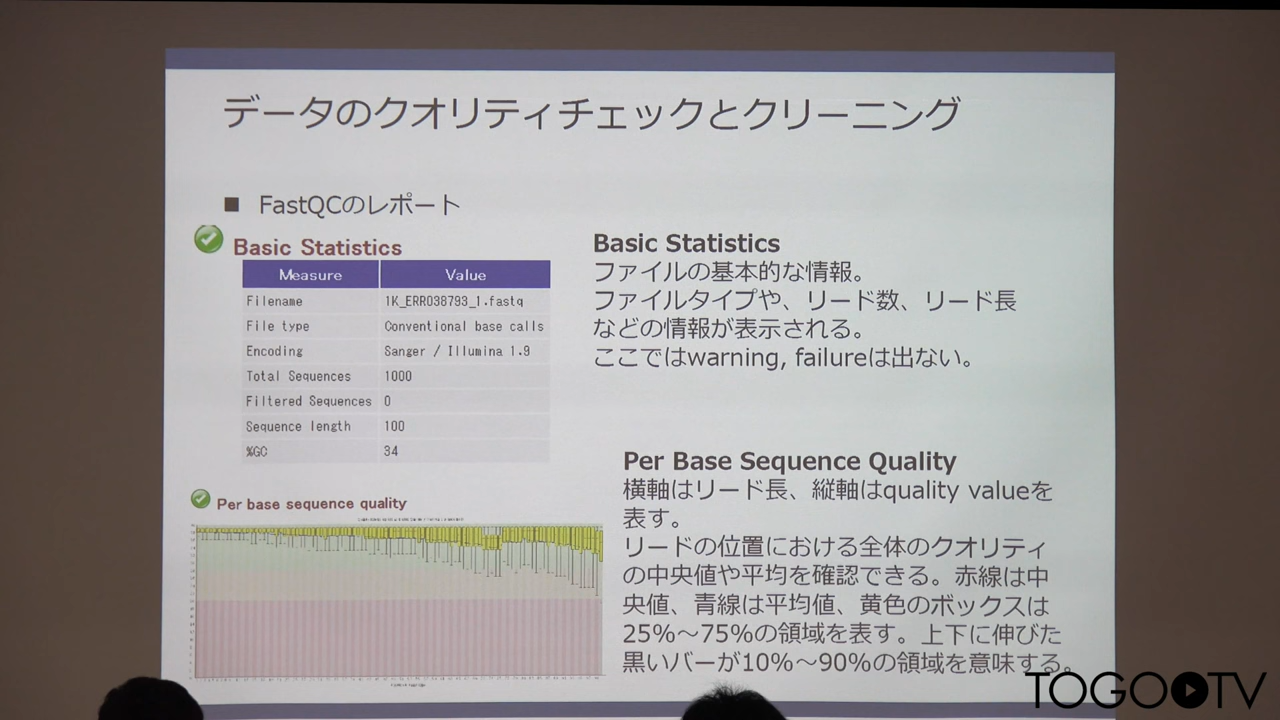 データのクオリティチェックとクリーニング
■ FastQCのレポート
Basic Statistics
Measure Value
Filename 1K_ERR038793_1.fastq
File type Conventional base calls
Encoding Sanger / Illumina 1.9
Total Sequences 1000
Filtered Sequences 0
Sequence length 100
%GC 34
Basic Statistics
ファイルの基本的な情報。
ファイルタイプや、リード数、リード長
などの情報が表示される。
ここではwarning, failureは出ない。
Per base sequence quality
Per Base Sequence Quality
横軸はリード長、縦軸はquality valueを
表す。
リードの位置における全体のクオリティ
の中央値や平均を確認できる。赤線は中
央値、青線は平均値、黄色のボックスは
25%～75%の領域を表す。上下に伸びた
黒いバーが10%～90%の領域を意味する。
TOGOTV